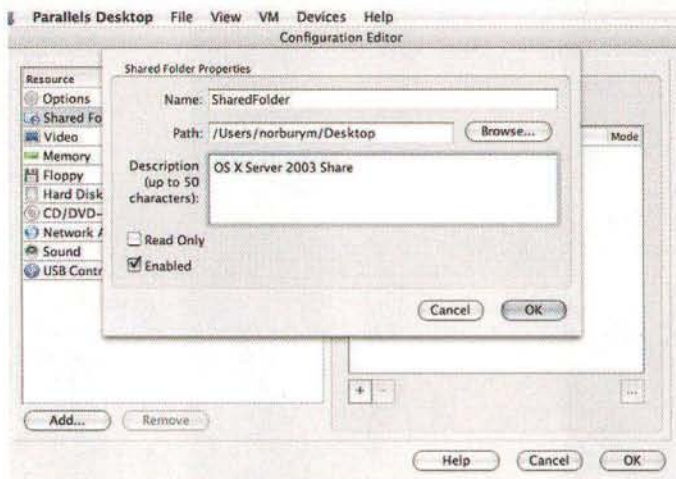 Parallels Desktop File View VM Devices Help
Configuration Editor
Shared Folder Properties
Resource
Options
Shared Fo
Video
Memory
Floppy
Hard Disk
CD/DVD-
Network A
Sound
USB Contr
Name: SharedFolder
Path: /Users/norburym/Desktop
Browse...
Mode
Description
(up to 50
characters):
OS X Server 2003 Share
Read Only
Enabled
Cancel OK
+ - ...
Add... Remove
Help Cancel OK